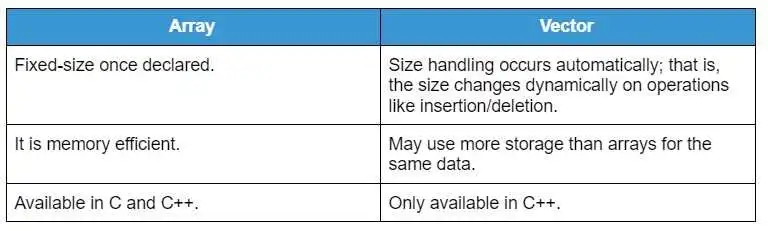 Array
Vector
Fixed-size once declared.
Size handling occurs automatically; that is,
the size changes dynamically on operations
like insertion/deletion.
It is memory efficient.
May use more storage than arrays for the
same data.
Available in C and C++.
Only available in C++.